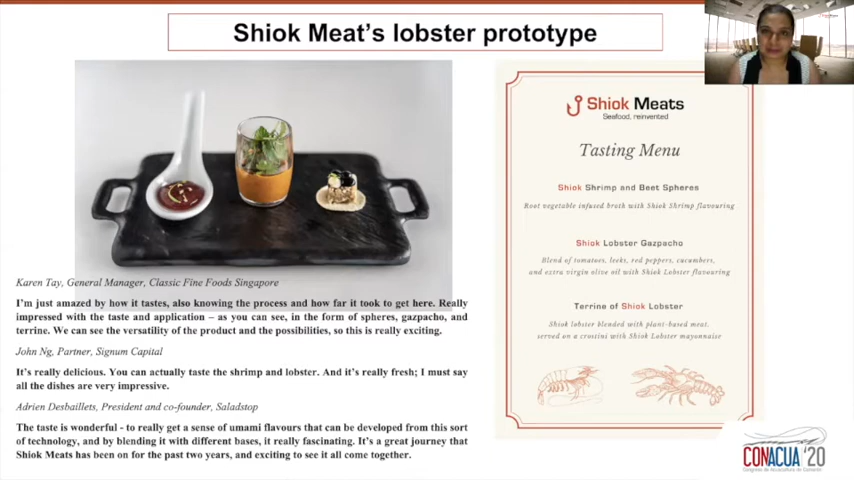 Shiok Meat's lobster prototype
Shiok Meats
Seafood, reinvented
Tasting Menu
Shiok Shrimp and Beet Spheres
Root vegetable infused broth with Shiok Shrimp flavouring
Shiok Lobster Gazpacho
Blend of tomatoes, leeks, red peppers, cucumbers,
and extra virgin olive oil with Shiok Lobster flavouring
Terrine of Shiok Lobster
Shiok lobster blended with plant-based meat,
served on a crostini with Shiok Lobster mayonnaise
Karen Tay, General Manager, Classic Fine Foods Singapore
I'm just amazed by how it tastes, also knowing the process and how far it took to get here. Really
impressed with the taste and application – as you can see, in the form of spheres, gazpacho, and
terrine. We can see the versatility of the product and the possibilities, so this is really exciting.
John Ng, Partner, Signum Capital
It's really delicious. You can actually taste the shrimp and lobster. And it's really fresh; I must say
all the dishes are very impressive.
Adrien Desbaillets, President and co-founder, Saladstop
The taste is wonderful - to really get a sense of umami flavours that can be developed from this sort
of technology, and by blending it with different bases, it really fascinating. It's a great journey that
Shiok Meats has been on for the past two years, and exciting to see it all come together.
CONACUA '20